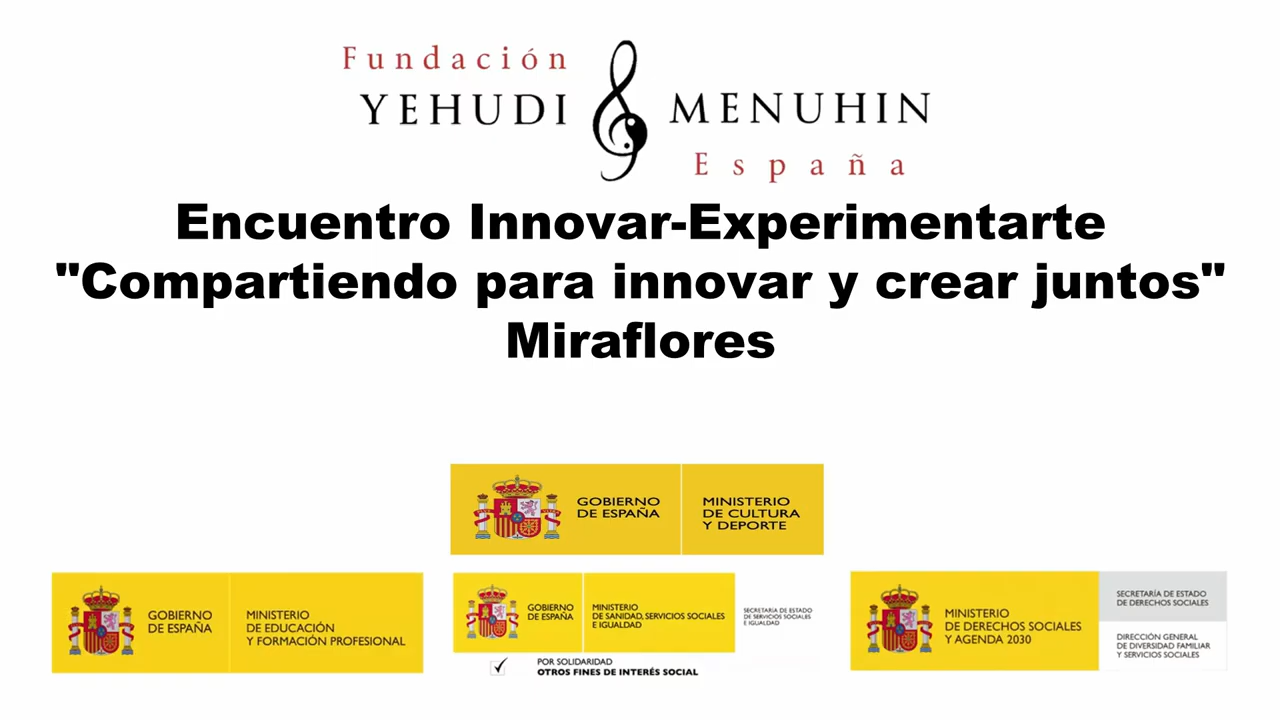 Fundación
YEHUDI MENUHIN
España
Encuentro Innovar-Experimentarte
"Compartiendo para innovar y crear juntos"
Miraflores
GOBIERNO
DE ESPAÑA
MINISTERIO
DE CULTURA
Y DEPORTE
GOBIERNO
DE ESPAÑA
MINISTERIO
DE EDUCACIÓN
Y FORMACIÓN PROFESIONAL
GOBIERNO
DE ESPAÑA
MINISTERIO
DE SANIDAD, SERVICIOS SOCIALES
E IGUALDAD
SECRETARÍA DE ESTADO
DE SERVICIOS SOCIALES
E IGUALDAD
POR SOLIDARIDAD
OTROS FINES DE INTERÉS SOCIAL
MINISTERIO
DE DERECHOS SOCIALES
Y AGENDA 2030
SECRETARÍA DE ESTADO
DE DERECHOS SOCIALES
DIRECCIÓN GENERAL
DE DIVERSIDAD FAMILIAR
Y SERVICIOS SOCIALES